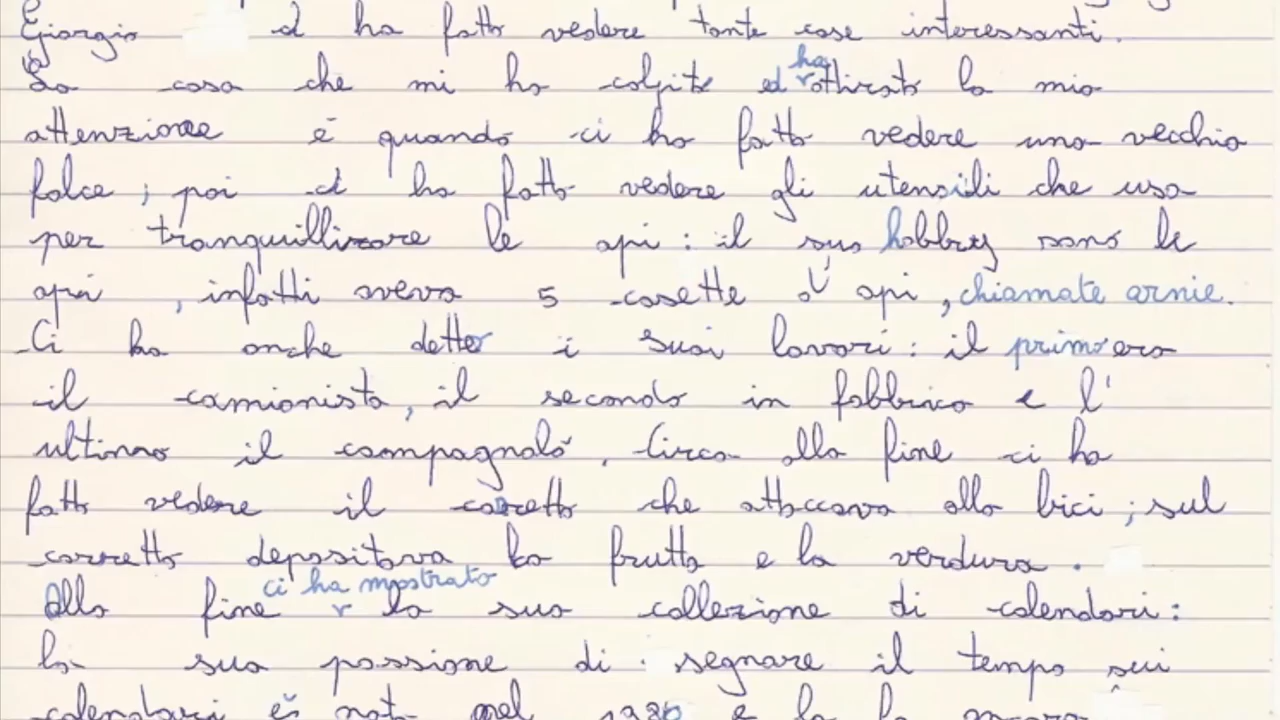 Giorgio ci ha fatto vedere tante cose interessanti.
La cosa che mi ha colpito ed ha attirato la mia
attenzione è quando ci ha fatto vedere una vecchia
falce; poi ci ha fatto vedere gli utensili che usa
per tranquillizzare le api: il suo hobby sono le
api, infatti aveva 5 casette d' api, chiamate arnie.
Ci ha anche detto i suoi lavori: il primo era
il camionista, il secondo in fabbrica e l'
ultimo il campagnolo. Circa alla fine ci ha
fatto vedere il carretto che attaccava alla bici; sul
carretto depositava la frutta e la verdura.
Alla fine ci ha mostrato la sua collezione di calendari:
la sua passione di segnare il tempo sui
calendari è nel